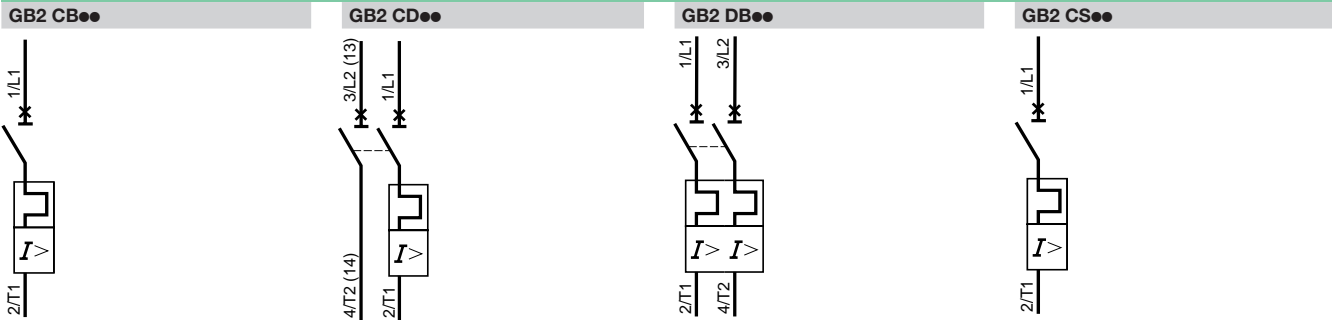 GB2 CB●●
GB2 CD●●
GB2 DB●●
GB2 CS●●
1/L1
3/L2 (13)
1/L1
1/L1
3/L2
1/L1
I>
I>
I> I>
I>
2/T1
4/T2 (14)
2/T1
2/T1
4/T2
2/T1